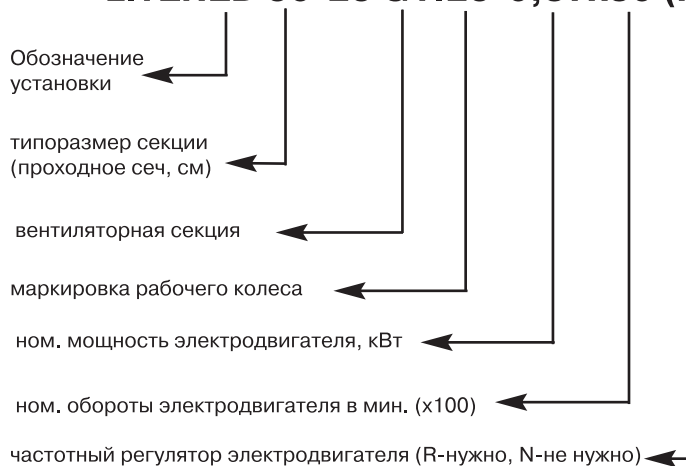 Обозначение
установки
типоразмер секции
(проходное сеч, см)
вентиляторная секция
маркировка рабочего колеса
ном. мощность электродвигателя, кВт
ном. обороты электродвигателя в мин. (x100)
частотный регулятор электродвигателя (R-нужно, N-не нужно)